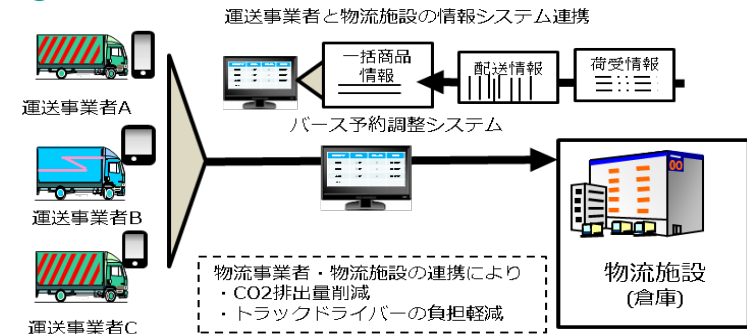 運送事業者と物流施設の情報システム連携
一括商品
情報
配送情報
荷受情報
運送事業者A
バース予約調整システム
運送事業者B
物流事業者・物流施設の連携により
・CO2排出量削減
・トラックドライバーの負担軽減
運送事業者C
物流施設
(倉庫)